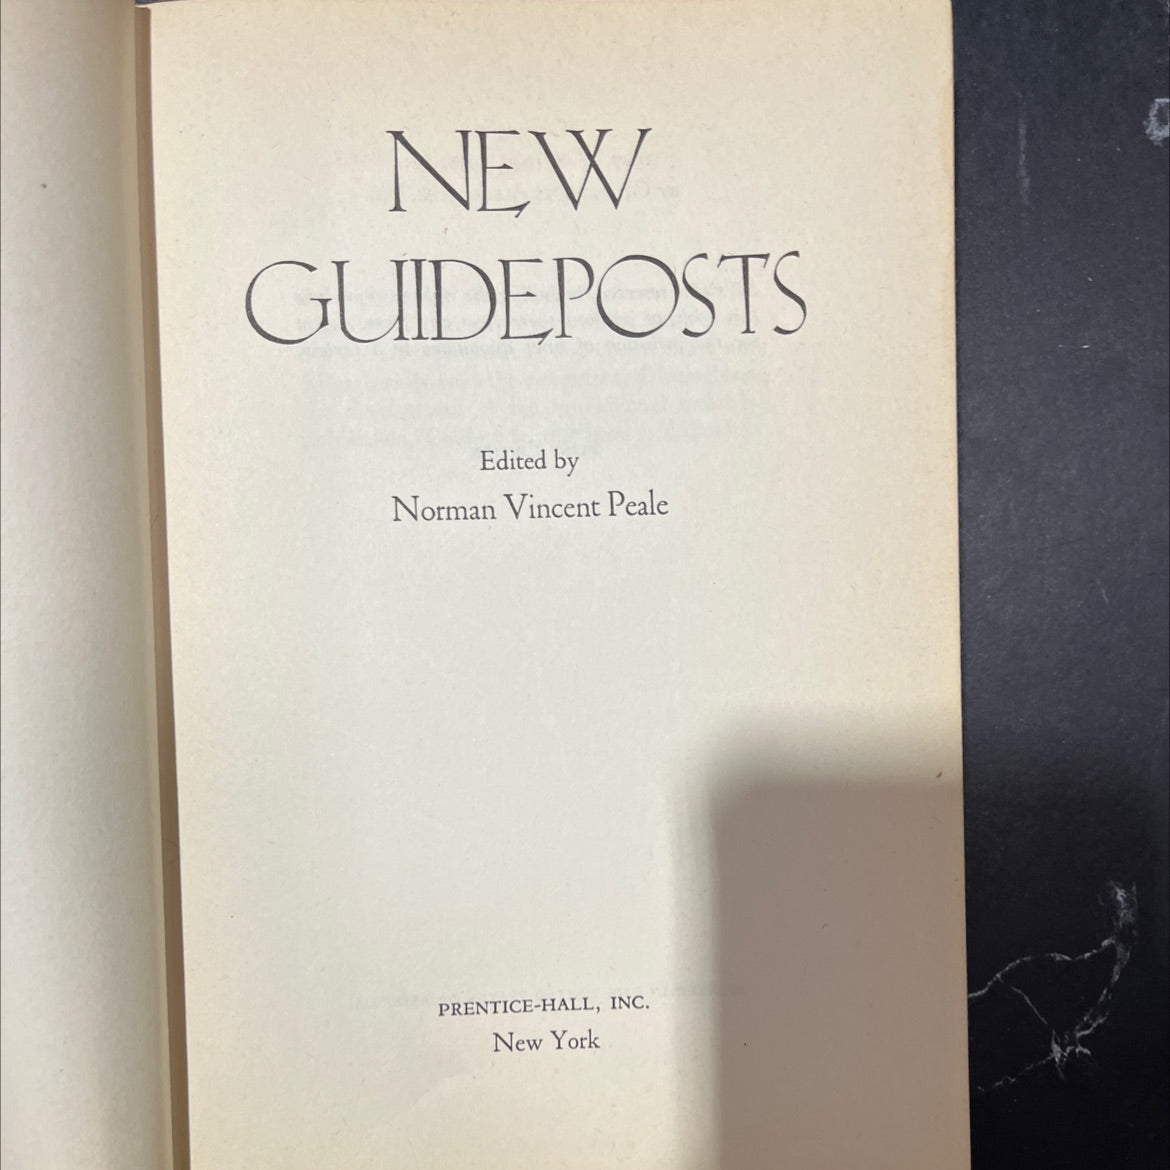 NEW
GUIDEPOSTS
Edited by
Norman Vincent Peale
PRENTICE-HALL, INC.
New York